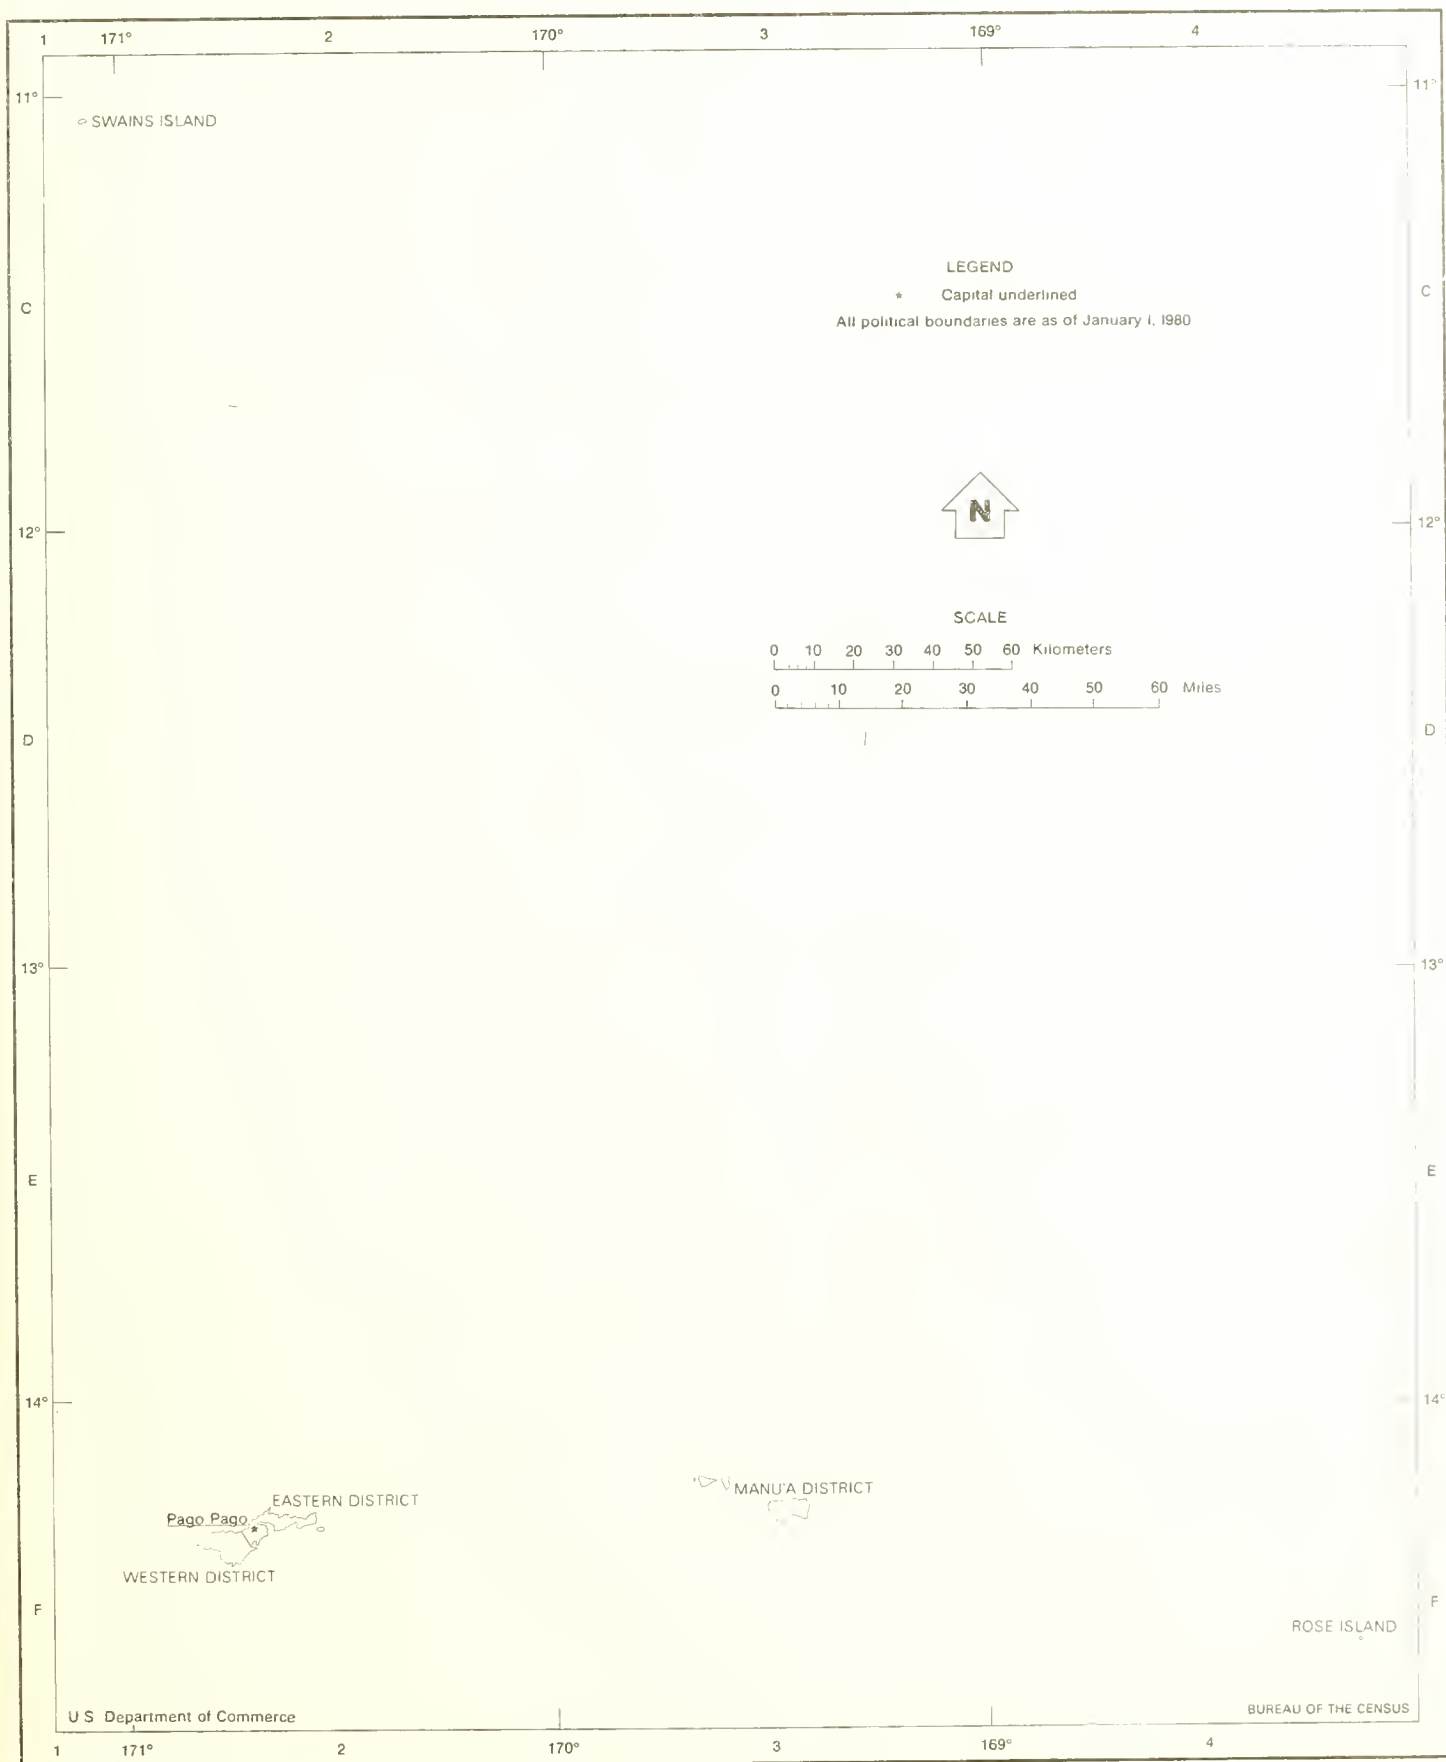 1 171° 2 170° 3 169° 4
11° 11°
SWAINS ISLAND
LEGEND
* Capital underlined
C C
All political boundaries are as of January 1, 1980
N
12° 12°
SCALE
0 10 20 30 40 50 60 Kilometers
0 10 20 30 40 50 60 Miles
D D
13° 13°
E E
14° 14°
MANU'A DISTRICT
EASTERN DISTRICT
Pago Pago
WESTERN DISTRICT
F F
ROSE ISLAND
U S Department of Commerce BUREAU OF THE CENSUS
1 171° 2 170° 3 169° 4